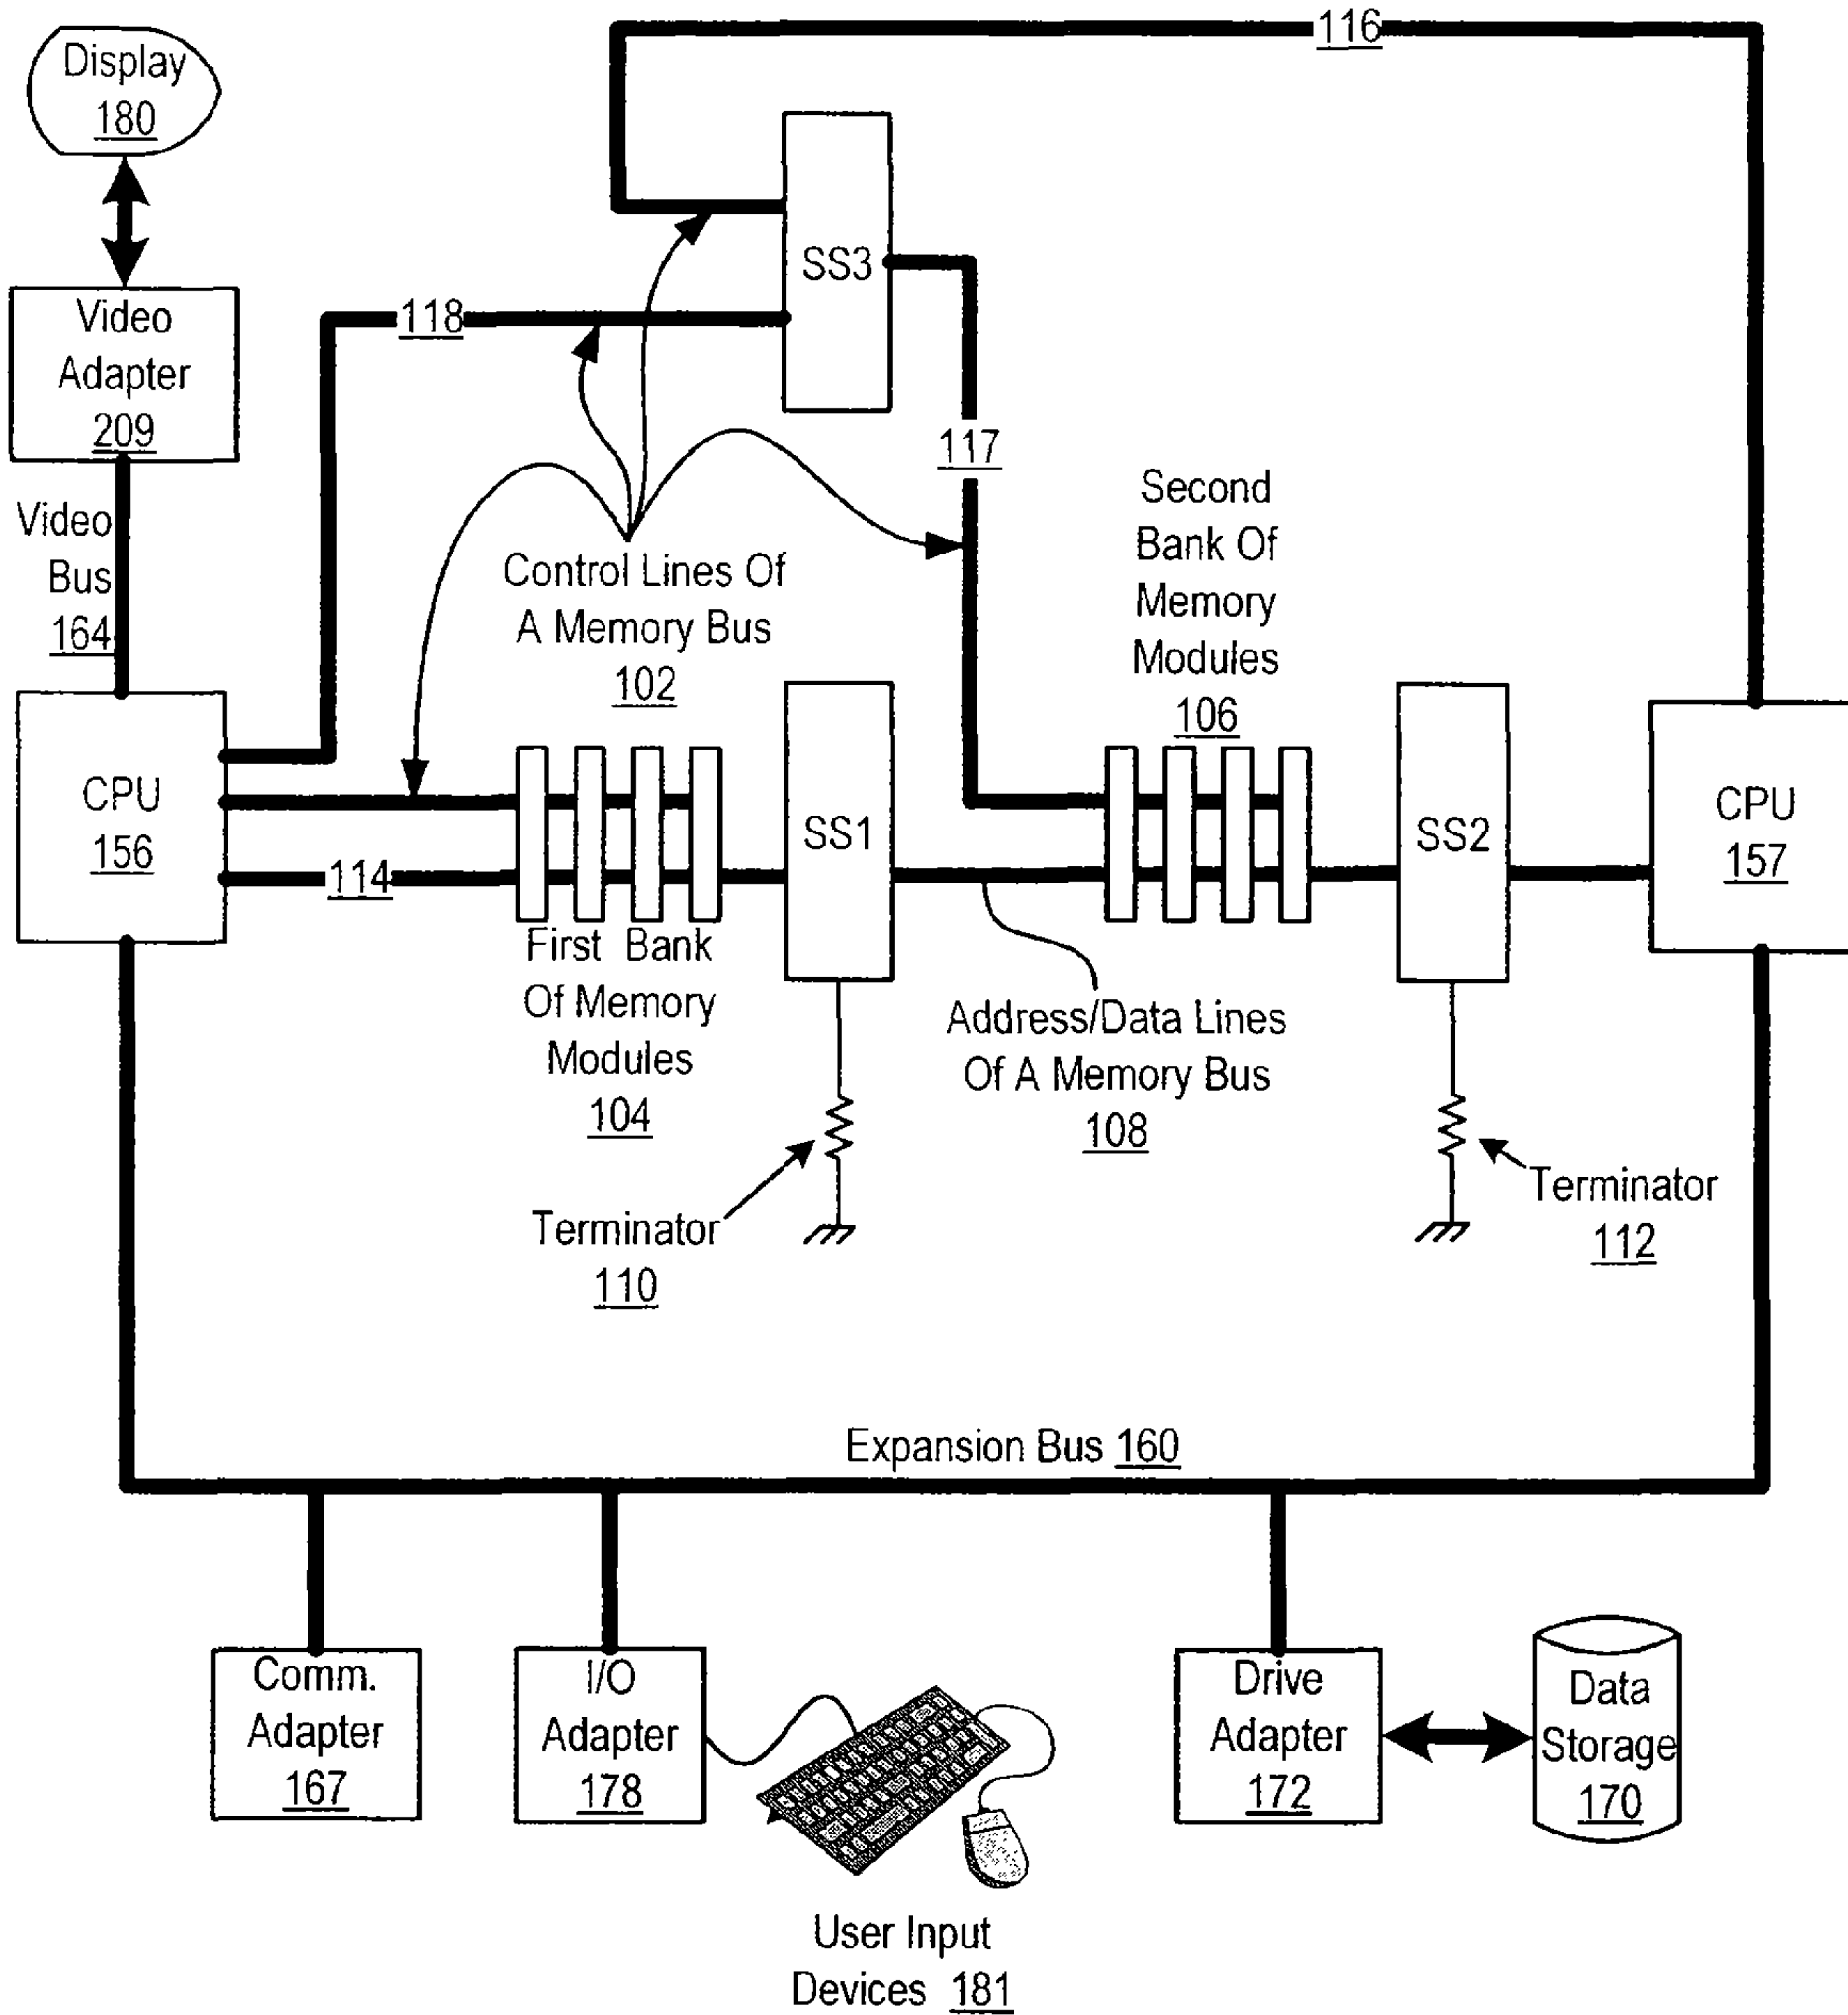 116
Display
180
SS3
Video
Adapter
209
118
117
Second
Bank Of
Memory
Modules
106
Video
Bus
164
Control Lines Of
A Memory Bus
102
CPU
156
SS1
SS2
CPU
157
114
First Bank
Of Memory
Modules
104
Address/Data Lines
Of A Memory Bus
108
Terminator
110
Terminator
112
Expansion Bus 160
Comm.
Adapter
167
I/O
Adapter
178
Drive
Adapter
172
Data
Storage
170
User Input
Devices 181